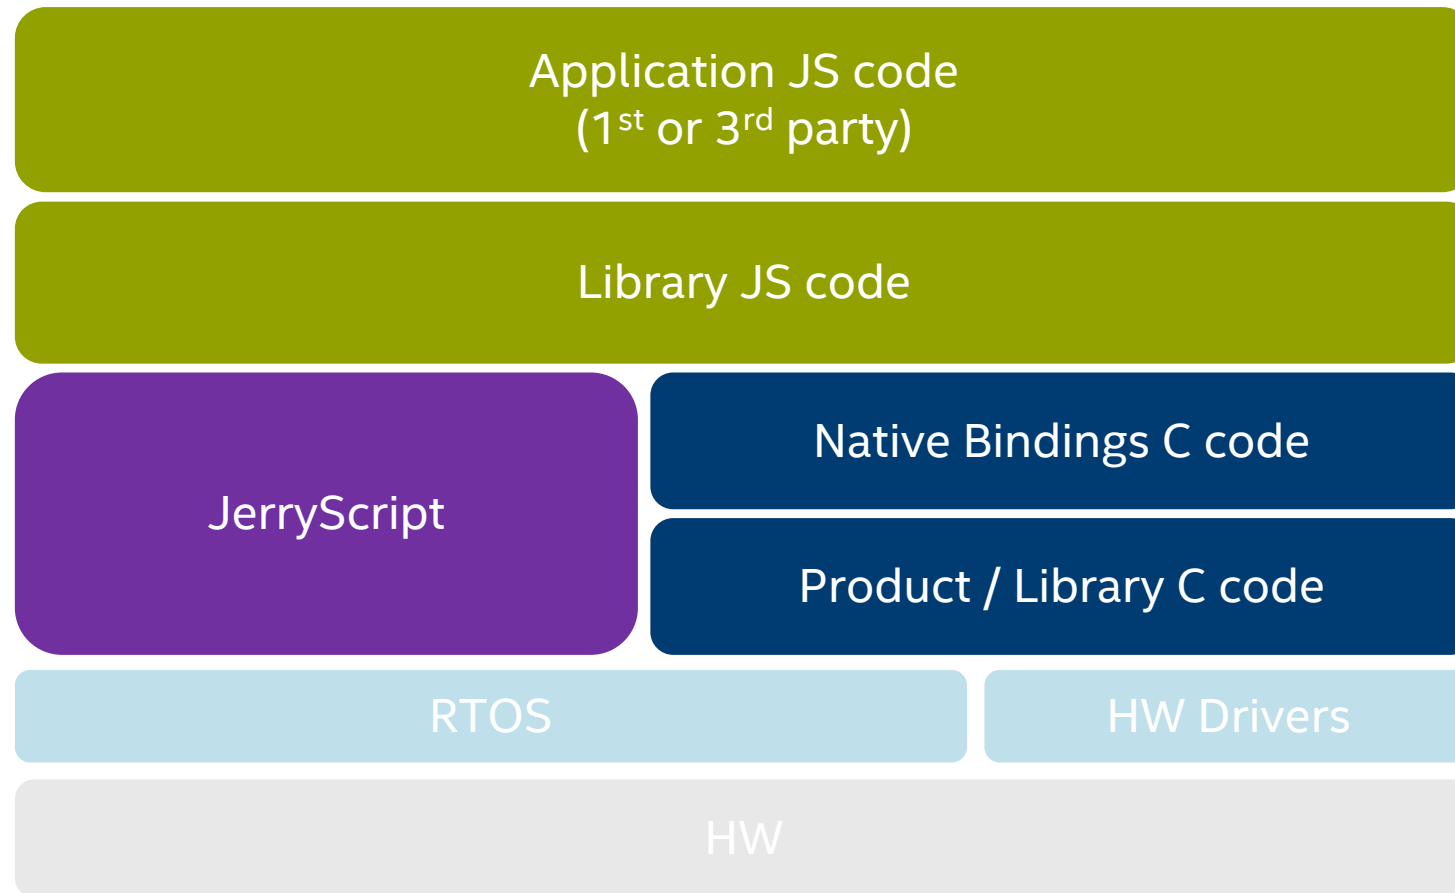 Application JS code
(1st or 3rd party)
Library JS code
JerryScript
Native Bindings C code
Product / Library C code
RTOS
HW Drivers
HW